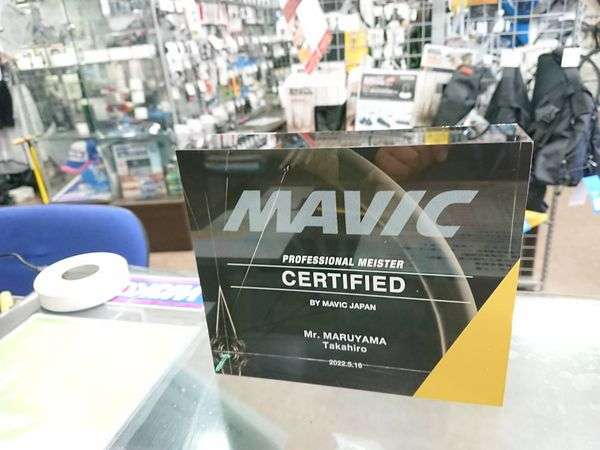 MAVIC
PROFESSIONAL MEISTER
CERTIFIED
BY MAVIC JAPAN
Mr. MARUYAMA
Takahiro
2022.5.16